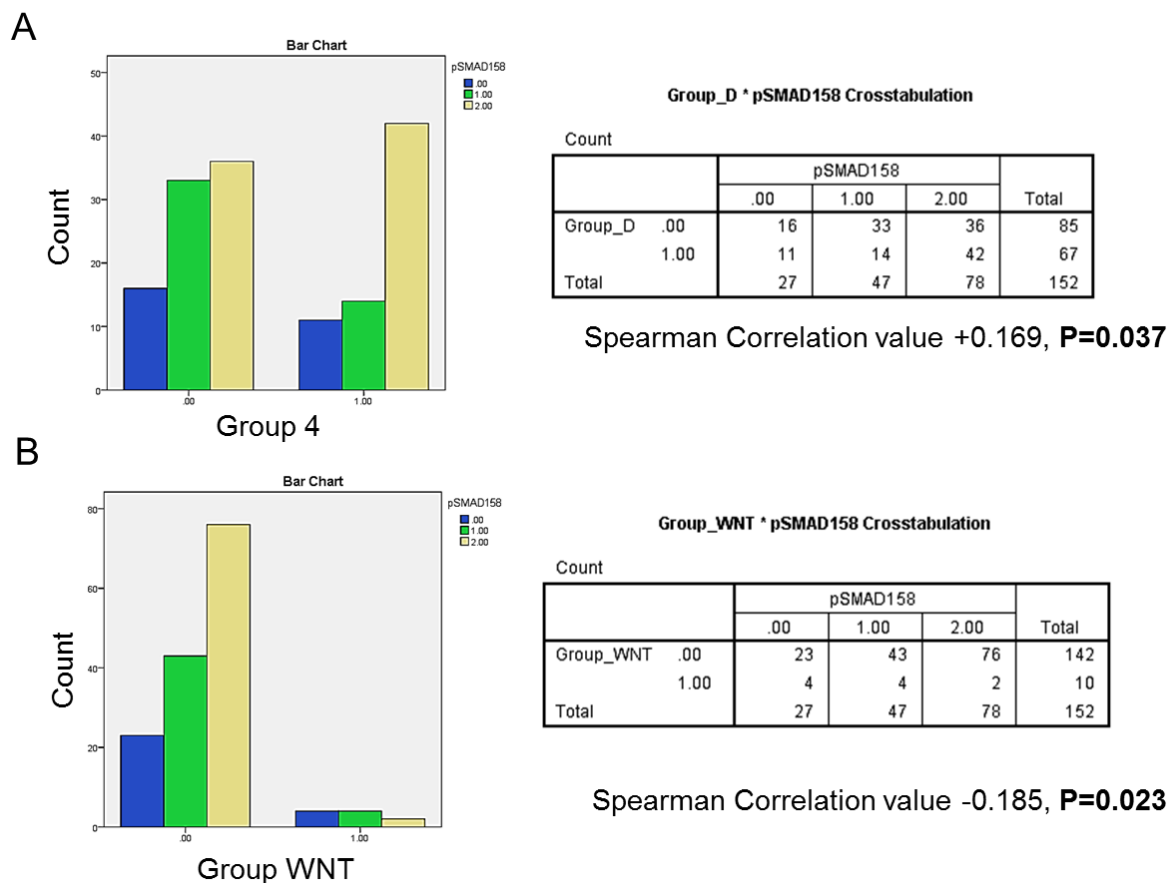 A
Bar Chart
pSMAD158
.00
1.00
2.00
50
40
30
20
10
0
Count
.00 1.00
Group 4
Group_D * pSMAD158 Crosstabulation
Count
pSMAD158
.00 1.00 2.00 Total
Group_D .00 16 33 36 85
1.00 11 14 42 67
Total 27 47 78 152
Spearman Correlation value +0.169, P=0.037
B
Bar Chart
pSMAD158
.00
1.00
2.00
80
60
40
20
0
Count
.00 1.00
Group WNT
Group_WNT * pSMAD158 Crosstabulation
Count
pSMAD158
.00 1.00 2.00 Total
Group_WNT .00 23 43 76 142
1.00 4 4 2 10
Total 27 47 78 152
Spearman Correlation value -0.185, P=0.023